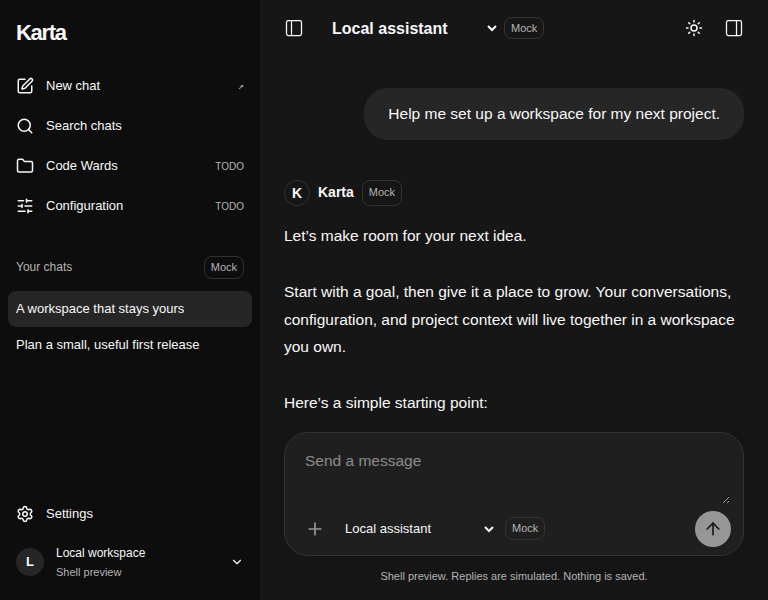 Karta
New chat
Search chats
Code Wards TODO
Configuration TODO
Your chats Mock
A workspace that stays yours
Plan a small, useful first release
Settings
L
Local workspace
Shell preview
Local assistant Mock
Help me set up a workspace for my next project.
K Karta Mock
Let's make room for your next idea.
Start with a goal, then give it a place to grow. Your conversations,
configuration, and project context will live together in a workspace
you own.
Here's a simple starting point:
Send a message
Local assistant Mock
Shell preview. Replies are simulated. Nothing is saved.